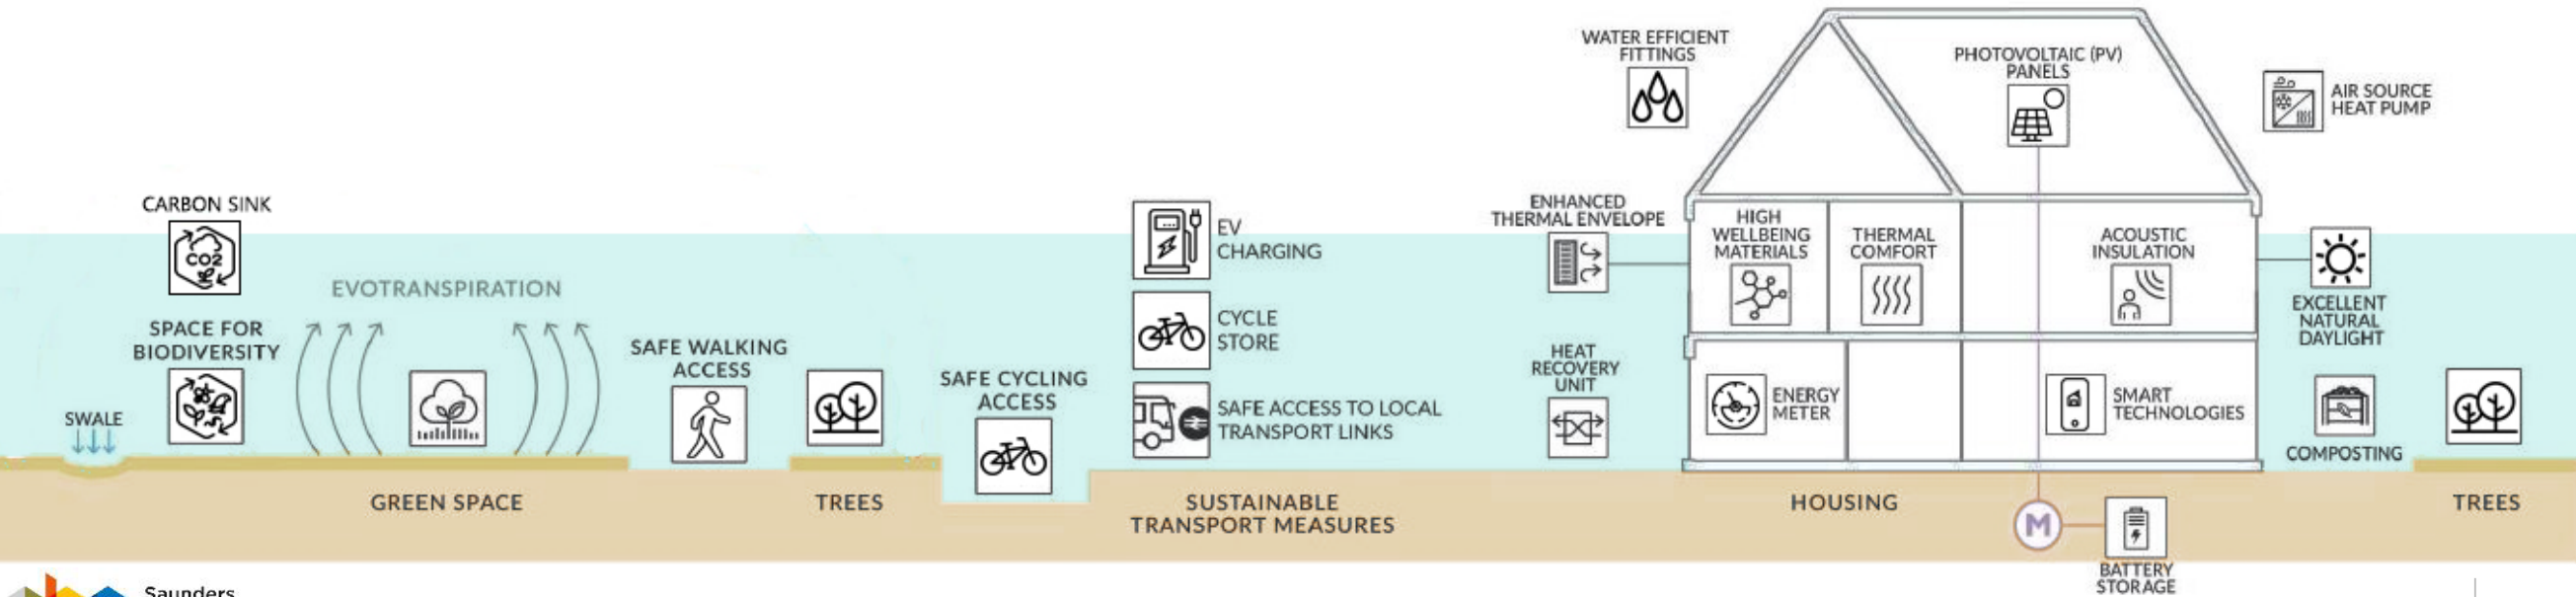 CARBON SINK
CO2
SPACE FOR
BIODIVERSITY
SWALE
EVOTRANSPIRATION
GREEN SPACE
SAFE WALKING
ACCESS
TREES
SAFE CYCLING
ACCESS
EV
CHARGING
CYCLE
STORE
SAFE ACCESS TO LOCAL
TRANSPORT LINKS
SUSTAINABLE
TRANSPORT MEASURES
WATER EFFICIENT
FITTINGS
ENHANCED
THERMAL ENVELOPE
HEAT
RECOVERY
UNIT
PHOTOVOLTAIC (PV)
PANELS
HIGH
WELLBEING
MATERIALS
THERMAL
COMFORT
ACOUSTIC
INSULATION
ENERGY
METER
SMART
TECHNOLOGIES
HOUSING
M
BATTERY
STORAGE
AIR SOURCE
HEAT PUMP
EXCELLENT
NATURAL
DAYLIGHT
COMPOSTING
TREES
Saunders